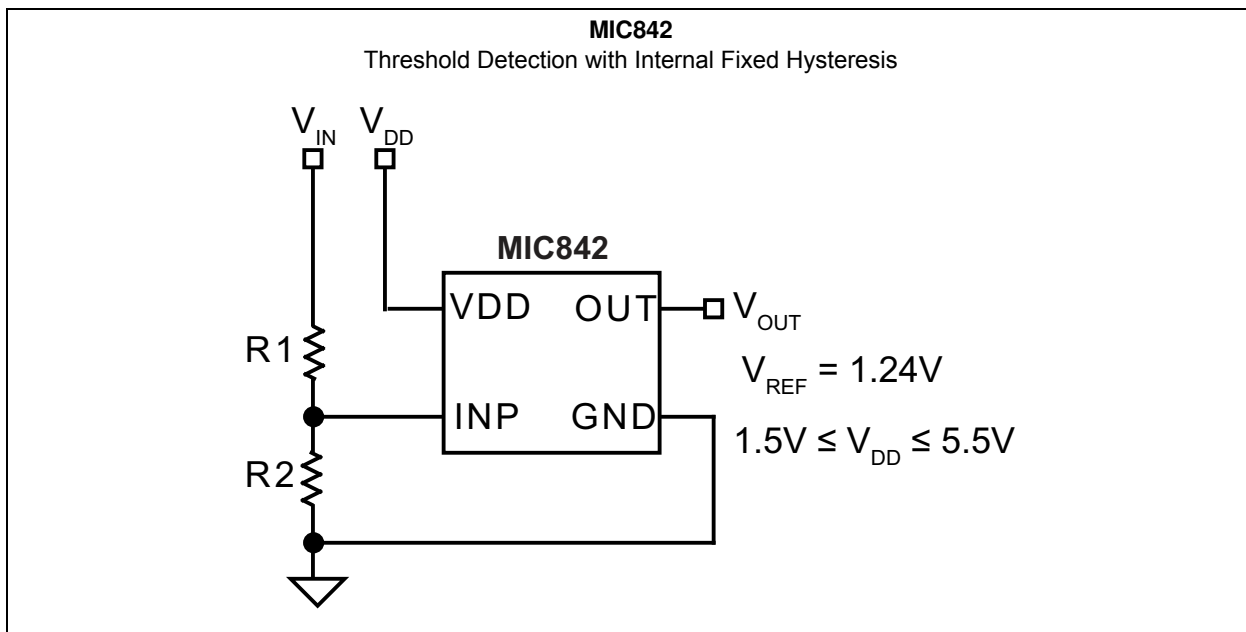 MIC842
Threshold Detection with Internal Fixed Hysteresis
V_IN V_DD
MIC842
VDD OUT
V_OUT
R1
V_REF = 1.24V
INP GND
1.5V ≤ V_DD ≤ 5.5V
R2